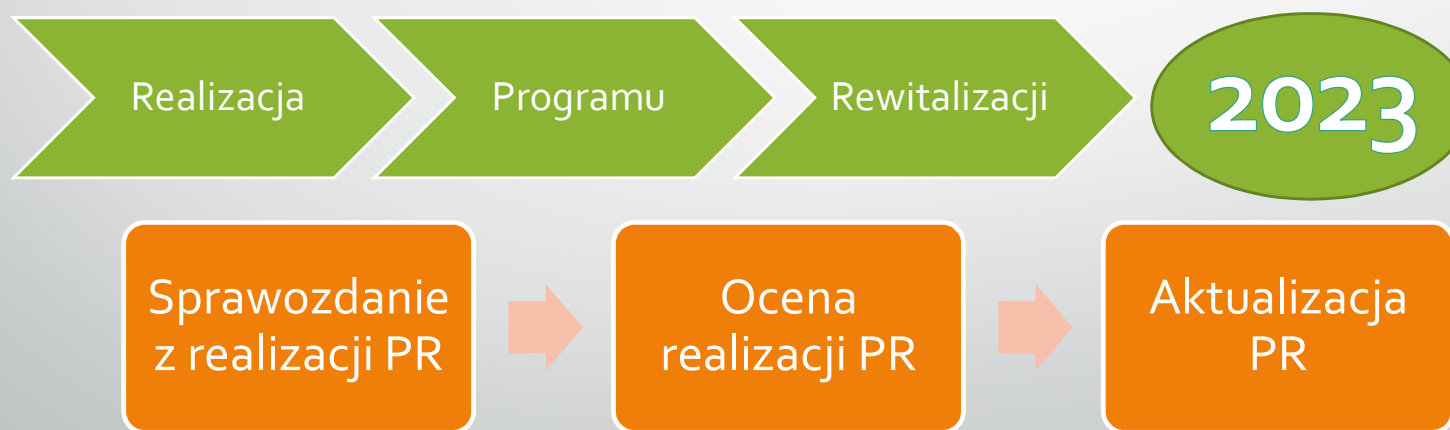 Realizacja
Programu
Rewitalizacji
2023
Sprawozdanie
z realizacji PR
Ocena
realizacji PR
Aktualizacja
PR